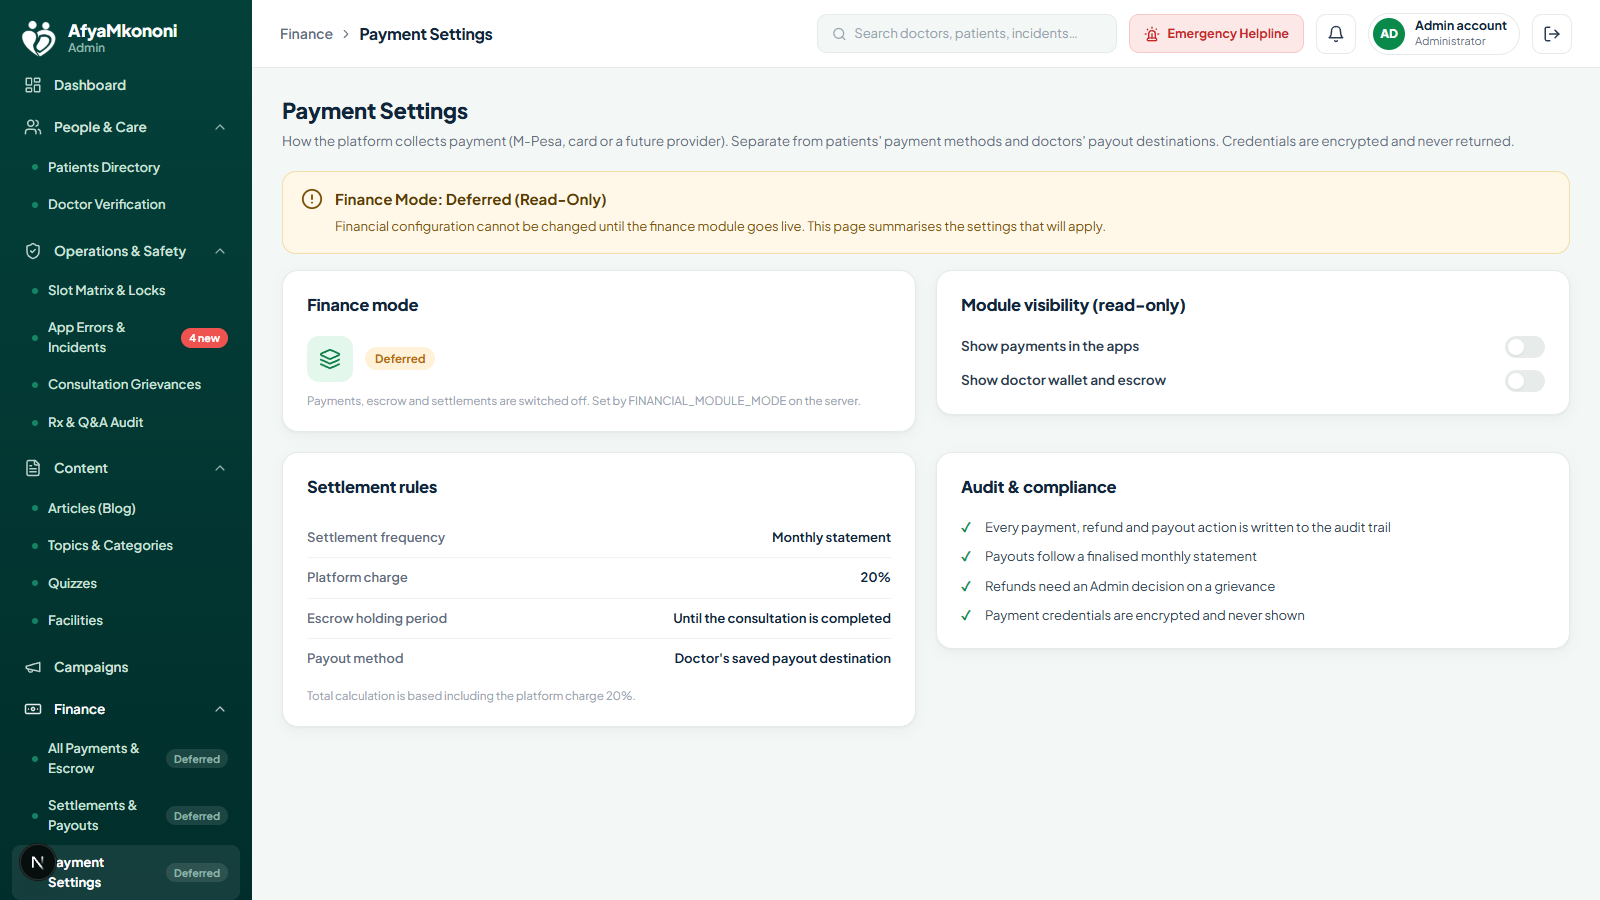 AfyaMkononi
Admin
Dashboard
People & Care
Patients Directory
Doctor Verification
Operations & Safety
Slot Matrix & Locks
App Errors &
Incidents
4 new
Consultation Grievances
Rx & Q&A Audit
Content
Articles (Blog)
Topics & Categories
Quizzes
Facilities
Campaigns
Finance
All Payments &
Escrow
Deferred
Settlements &
Payouts
Deferred
N
ayment
Settings
Deferred
Finance > Payment Settings
Search doctors, patients, incidents...
Emergency Helpline
AD
Admin account
Administrator
Payment Settings
How the platform collects payment (M-Pesa, card or a future provider). Separate from patients' payment methods and doctors' payout destinations. Credentials are encrypted and never returned.
Finance Mode: Deferred (Read-Only)
Financial configuration cannot be changed until the finance module goes live. This page summarises the settings that will apply.
Finance mode
Deferred
Payments, escrow and settlements are switched off. Set by FINANCIAL_MODULE_MODE on the server.
Module visibility (read-only)
Show payments in the apps
Show doctor wallet and escrow
Settlement rules
Settlement frequency Monthly statement
Platform charge 20%
Escrow holding period Until the consultation is completed
Payout method Doctor's saved payout destination
Total calculation is based including the platform charge 20%.
Audit & compliance
✓ Every payment, refund and payout action is written to the audit trail
✓ Payouts follow a finalised monthly statement
✓ Refunds need an Admin decision on a grievance
✓ Payment credentials are encrypted and never shown